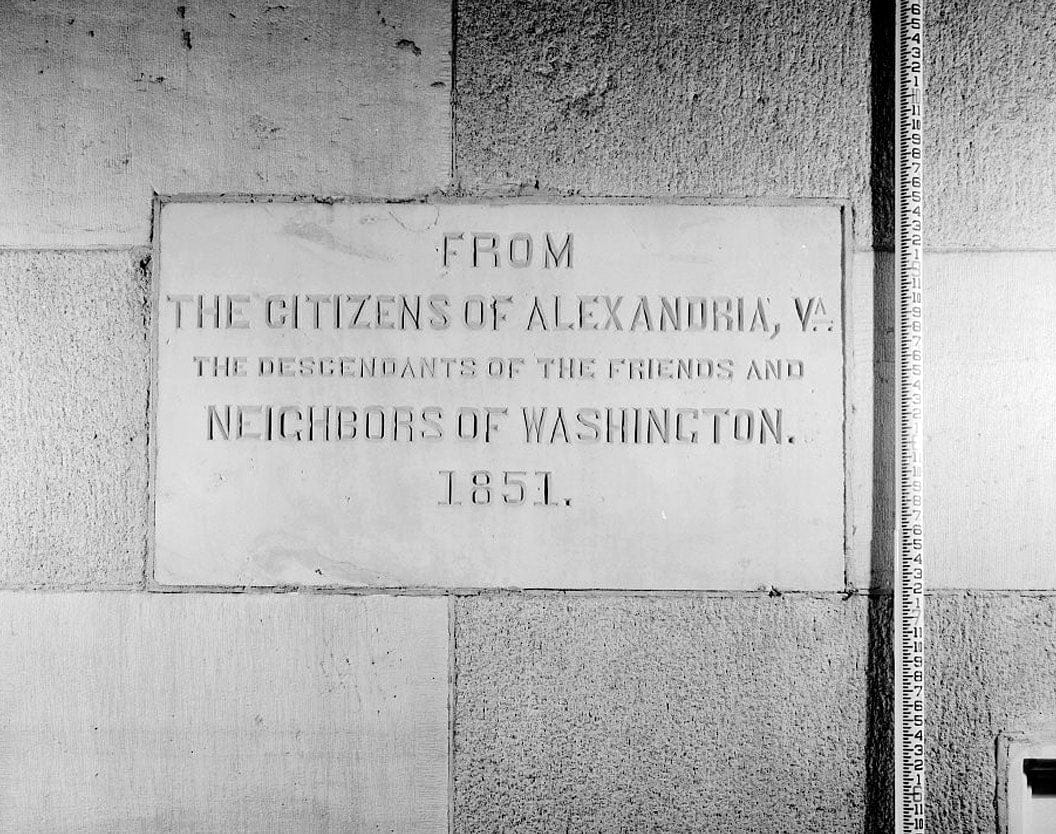 FROM
THE CITIZENS OF ALEXANDRIA, VA.
THE DESCENDANTS OF THE FRIENDS AND
NEIGHBORS OF WASHINGTON.
1851.